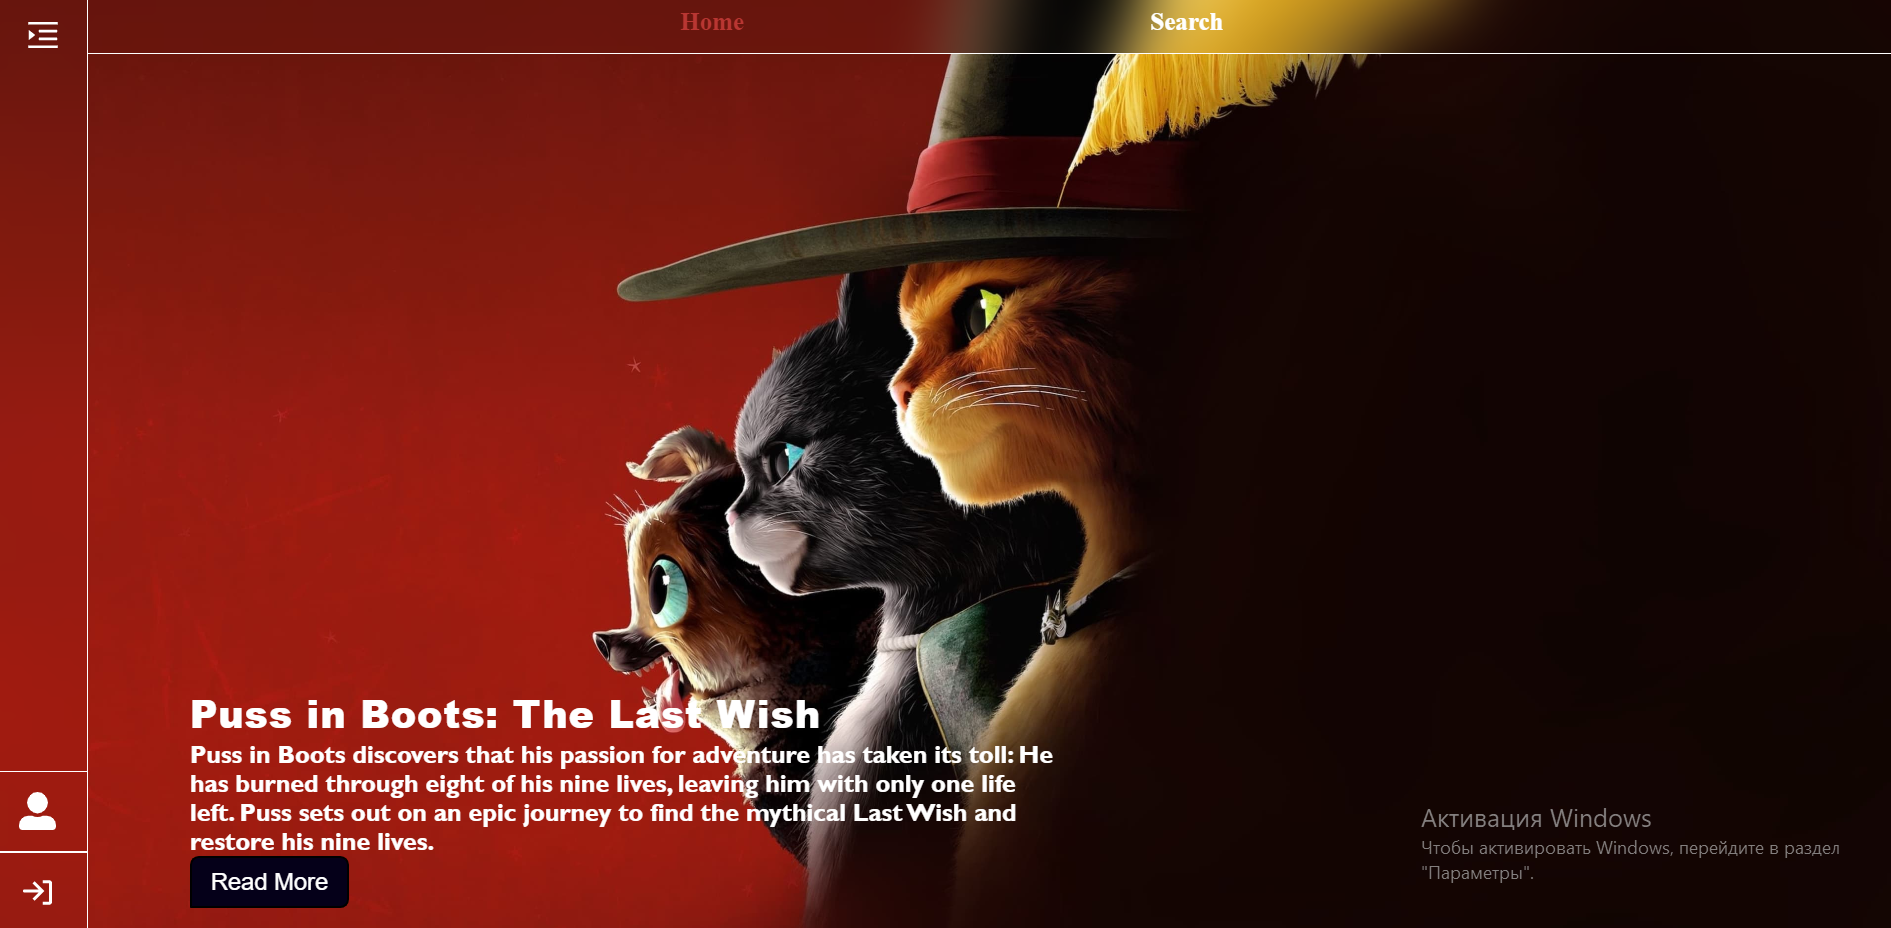 Home
Search
Puss in Boots: The Last Wish
Puss in Boots discovers that his passion for adventure has taken its toll: He
has burned through eight of his nine lives, leaving him with only one life
left. Puss sets out on an epic journey to find the mythical Last Wish and
restore his nine lives.
Read More
Активация Windows
Чтобы активировать Windows, перейдите в раздел
"Параметры".